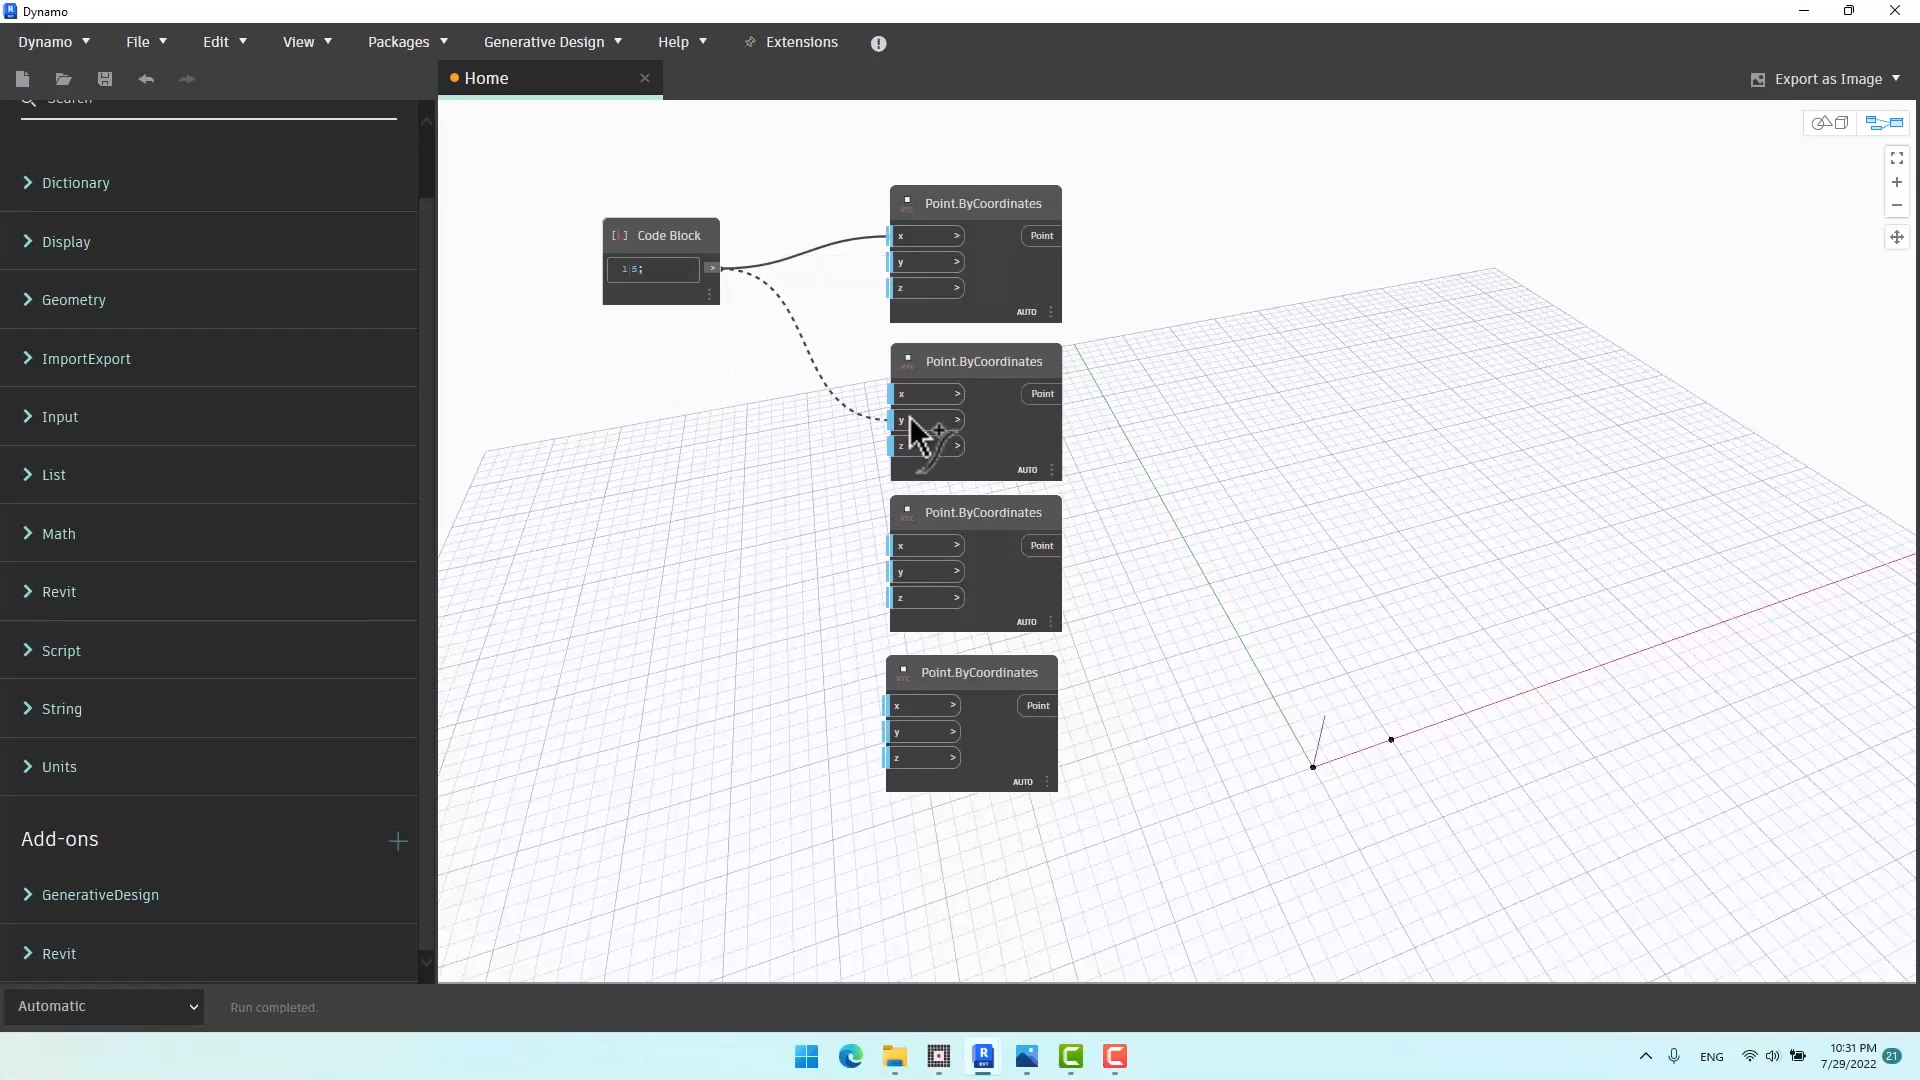 Dynamo
Dynamo File Edit View Packages Generative Design Help Extensions
Home
Export as Image
Search
Dictionary
Display
Geometry
ImportExport
Input
List
Math
Revit
Script
String
Units
Add-ons
GenerativeDesign
Revit
Code Block
1 5;
>
Point.ByCoordinates
x > Point
y >
z >
AUTO
Point.ByCoordinates
x > Point
y >
z >
AUTO
Point.ByCoordinates
x > Point
y >
z >
AUTO
Point.ByCoordinates
x > Point
y >
z >
AUTO
Automatic
Run completed.
ENG
10:31 PM
7/29/2022
21